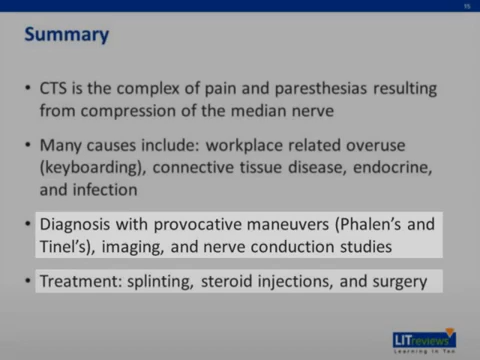 15
Summary
• CTS is the complex of pain and paresthesias resulting
from compression of the median nerve
• Many causes include: workplace related overuse
(keyboarding), connective tissue disease, endocrine,
and infection
• Diagnosis with provocative maneuvers (Phalen's and
Tinel's), imaging, and nerve conduction studies
• Treatment: splinting, steroid injections, and surgery
LITreviews
Learning in Ten